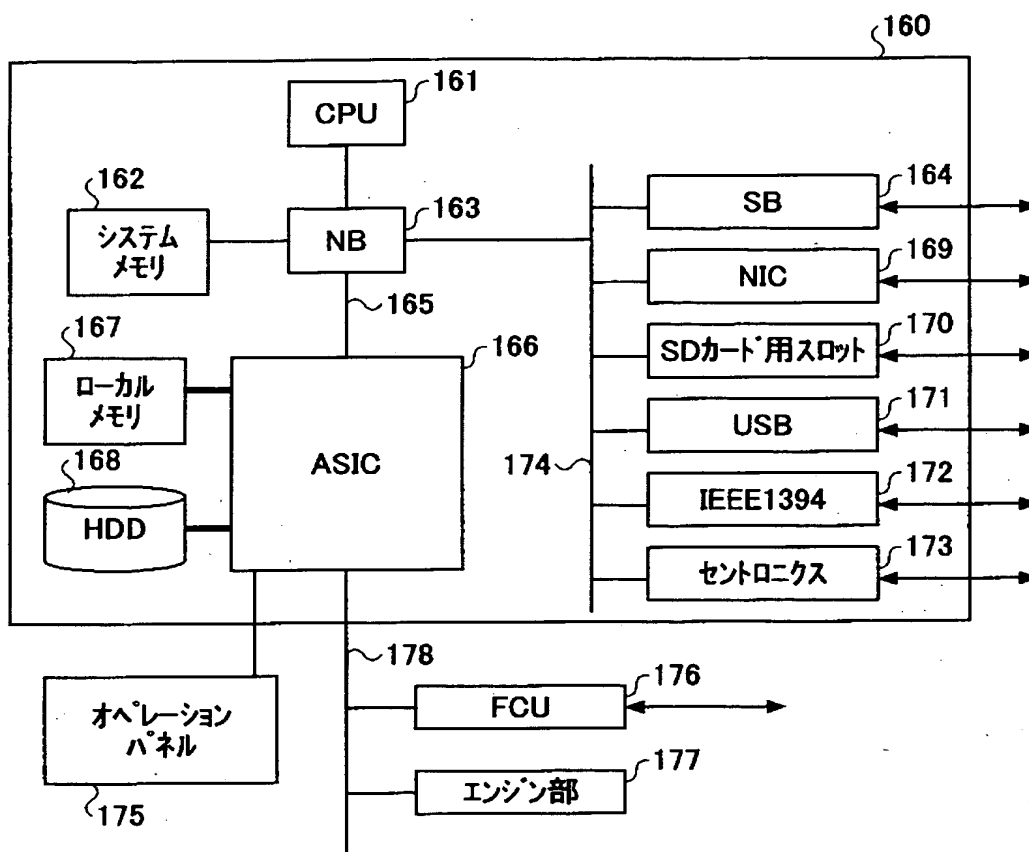 160
161
CPU
162
システム
メモリ
163
NB
164
SB
165
169
NIC
167
ローカル
メモリ
166
ASIC
170
SDカード用スロット
171
USB
168
HDD
174
172
IEEE1394
173
セントロニクス
178
175
オペレーション
パネル
176
FCU
177
エンジン部